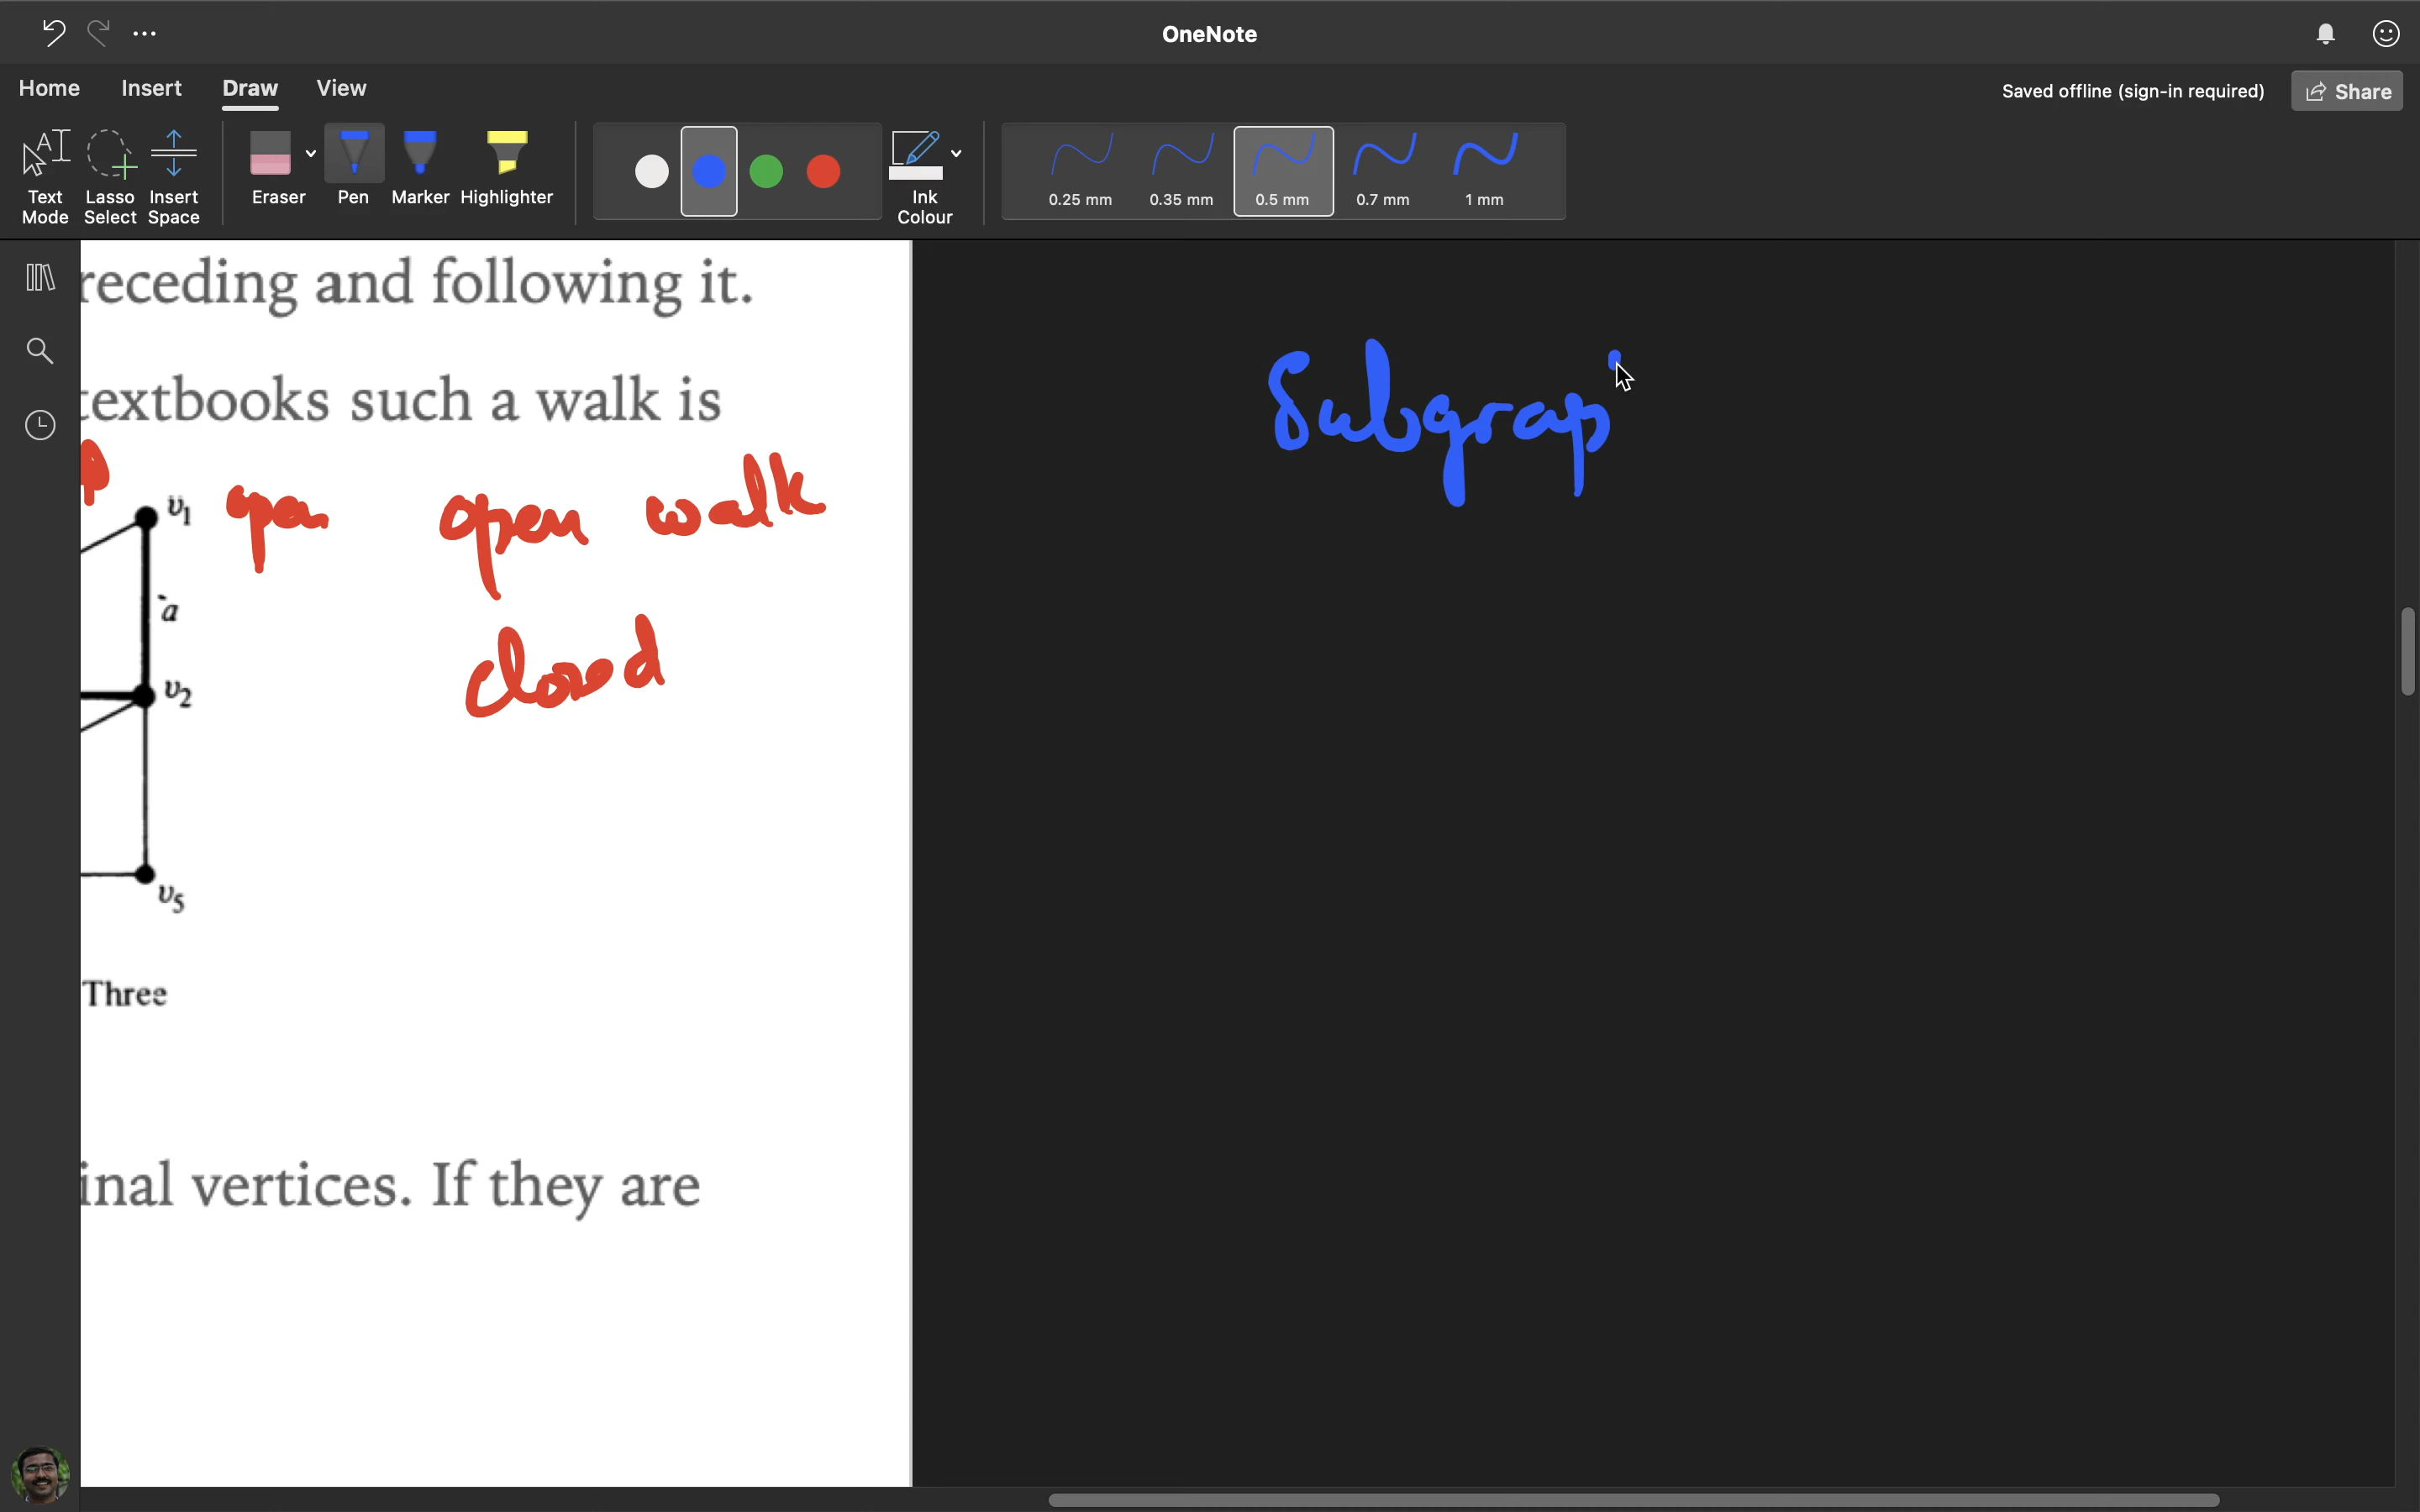 OneNote
Home Insert Draw View
Saved offline (sign-in required) Share
Text Mode Lasso Select Insert Space Eraser Pen Marker Highlighter Ink Colour 0.25 mm 0.35 mm 0.5 mm 0.7 mm 1 mm
receding and following it.
Subgrap
textbooks such a walk is
v1 open open walk
a
closed
v2
v5
Three
inal vertices. If they are